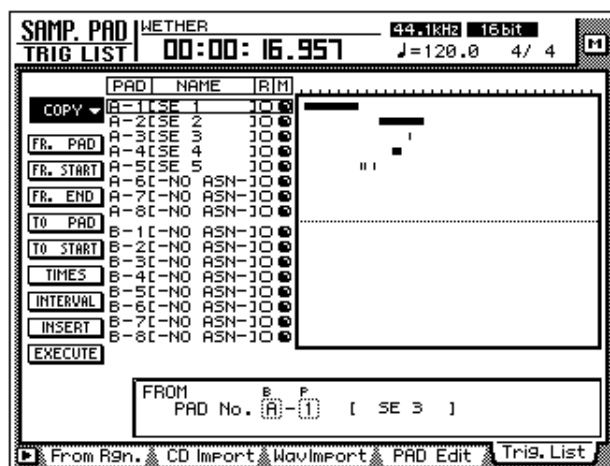 SAMP. PAD WETHER 44.1kHz 16bit
TRIG LIST 00:00:16.957 ♩=120.0 4/ 4 M
PAD NAME R M
COPY
A-1[SE 1 ]
A-2[SE 2 ]
FR. PAD A-3[SE 3 ]
A-4[SE 4 ]
FR. START A-5[SE 5 ]
A-6[-NO ASN-]
FR. END A-7[-NO ASN-]
A-8[-NO ASN-]
TO PAD B-1[-NO ASN-]
TO START B-2[-NO ASN-]
B-3[-NO ASN-]
TIMES B-4[-NO ASN-]
B-5[-NO ASN-]
INTERVAL B-6[-NO ASN-]
INSERT B-7[-NO ASN-]
B-8[-NO ASN-]
EXECUTE
FROM B P
PAD No. A-1 [ SE 3 ]
From Rgn. CD Import WavImport PAD Edit Trig. List